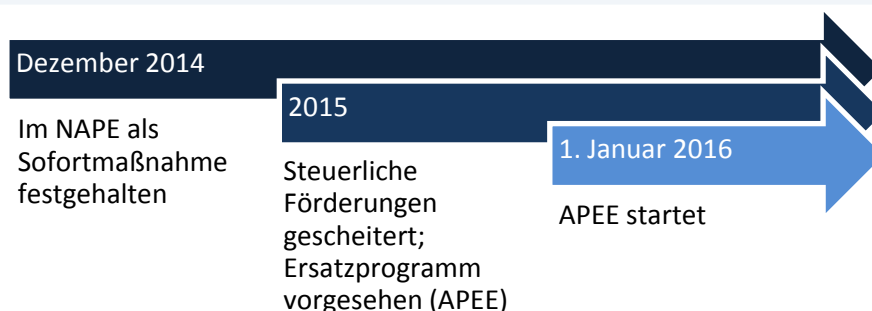 Dezember 2014
Im NAPE als
Sofortmaßnahme
festgehalten
2015
Steuerliche
Förderungen
gescheitert;
Ersatzprogramm
vorgesehen (APEE)
1. Januar 2016
APEE startet